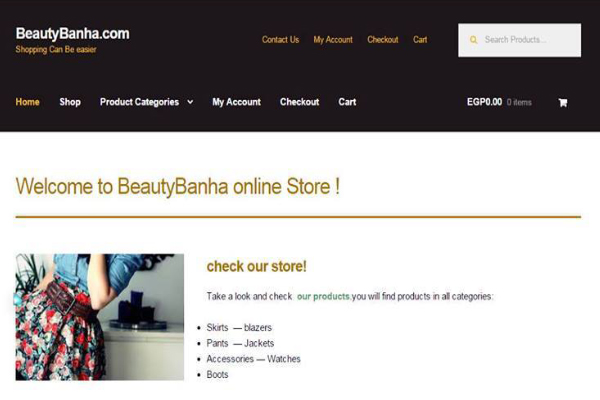 BeautyBanha.com
Shopping Can Be easier
Contact Us My Account Checkout Cart
Search Products...
Home Shop Product Categories My Account Checkout Cart
EGP0.00 0 items
Welcome to BeautyBanha online Store !
check our store!
Take a look and check our products,you will find products in all categories:
Skirts — blazers
Pants — Jackets
Accessories — Watches
Boots